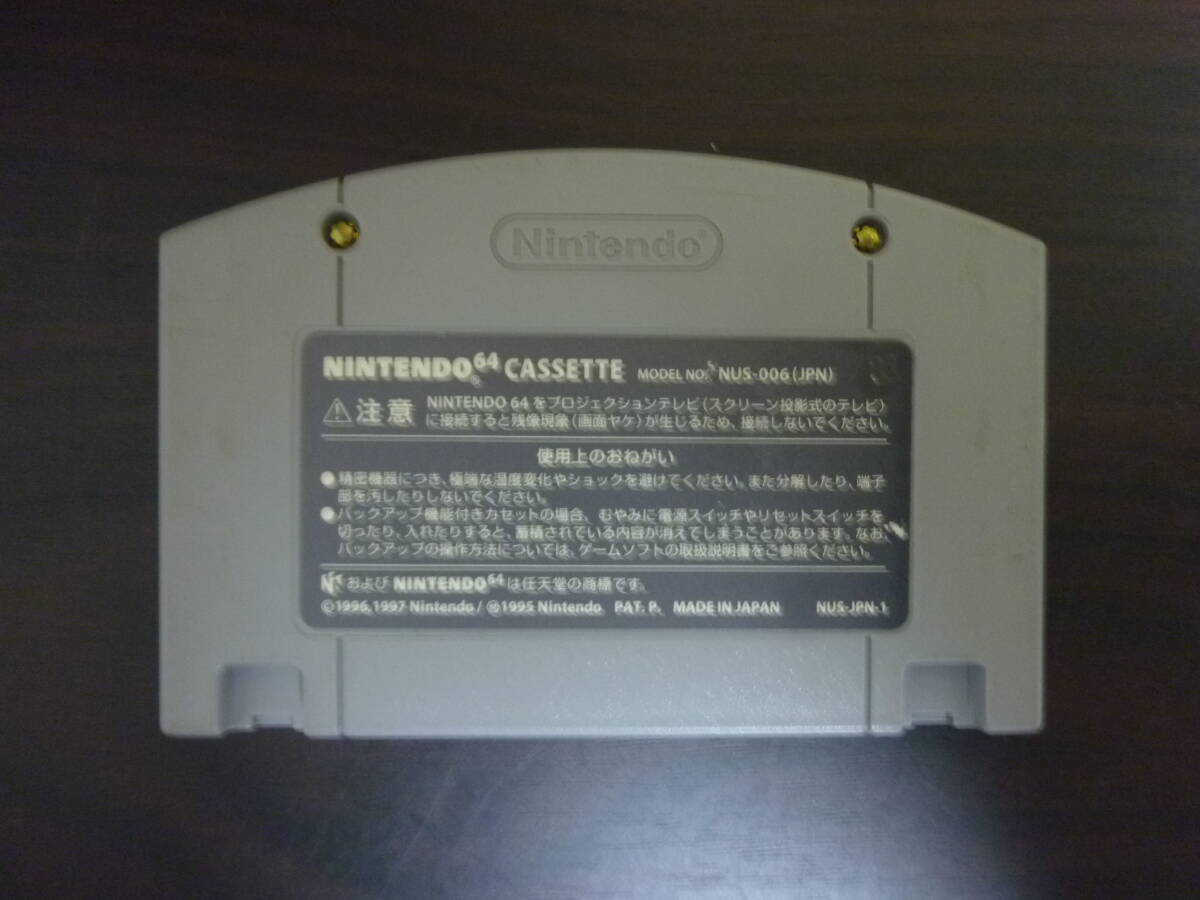 Nintendo®
NINTENDO64® CASSETTE MODEL NO. NUS-006(JPN)
⚠注意 NINTENDO 64 をプロジェクションテレビ(スクリーン投影式のテレビ)
に接続すると残像現象(画面ヤケ)が生じるため、接続しないでください。
使用上のおねがい
●精密機器につき、極端な温度変化やショックを避けてください。また分解したり、端子
部を汚したりしないでください。
●バックアップ機能付きカセットの場合、むやみに電源スイッチやリセットスイッチを
切ったり、入れたりすると、蓄積されている内容が消えてしまうことがあります。なお、
バックアップの操作方法については、ゲームソフトの取扱説明書をご参照ください。
およびNINTENDO64は任天堂の商標です。
©1996,1997 Nintendo/Ⓜ1995 Nintendo PAT. P. MADE IN JAPAN NUS-JPN-1